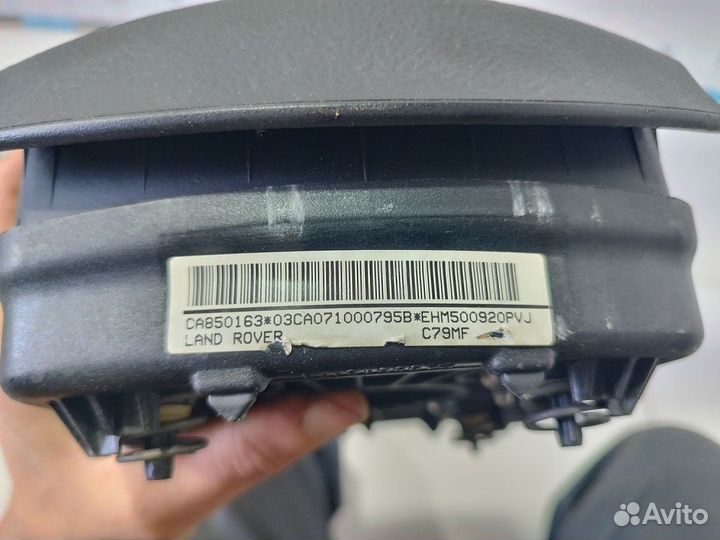 CA850163*03CA071000795B*EHM500920PVJ
LAND ROVER C79MF
Avito